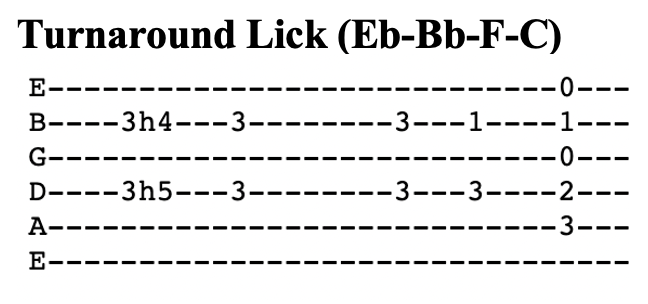 Turnaround Lick (Eb-Bb-F-C)
E----------------------------0---
B----3h4---3--------3---1----1---
G----------------------------0---
D----3h5---3--------3---3----2---
A----------------------------3---
E--------------------------------